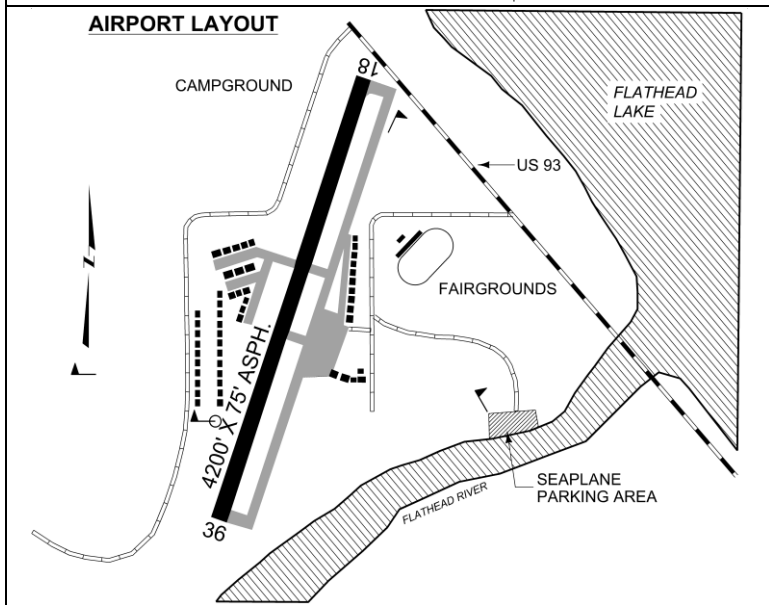 AIRPORT LAYOUT
CAMPGROUND
18
FLATHEAD
LAKE
US 93
N
FAIRGROUNDS
4200' X 75' ASPH.
SEAPLANE
PARKING AREA
FLATHEAD RIVER
36